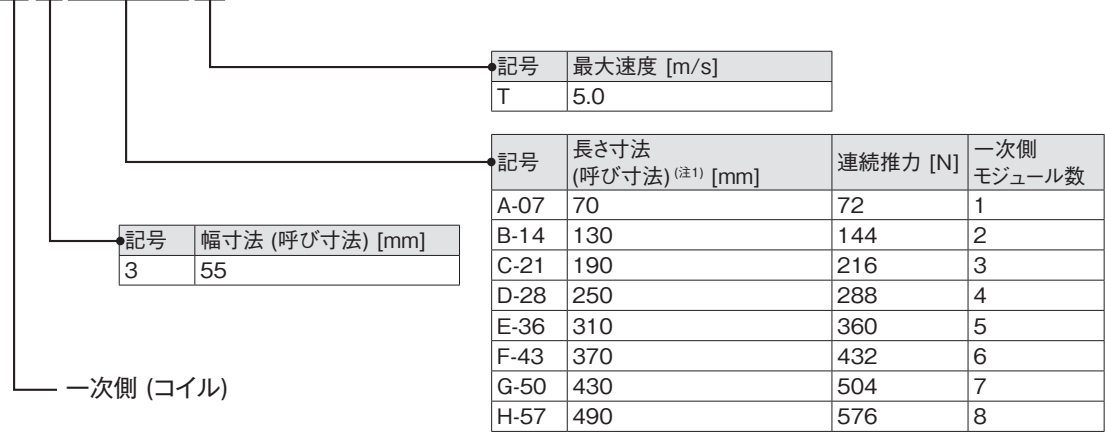 記号 最大速度 [m/s]
T 5.0
記号 長さ寸法 (呼び寸法) (注1) [mm] 連続推力 [N] 一次側 モジュール数
A-07 70 72 1
B-14 130 144 2
C-21 190 216 3
D-28 250 288 4
E-36 310 360 5
F-43 370 432 6
G-50 430 504 7
H-57 490 576 8
記号 幅寸法 (呼び寸法) [mm]
3 55
一次側 (コイル)